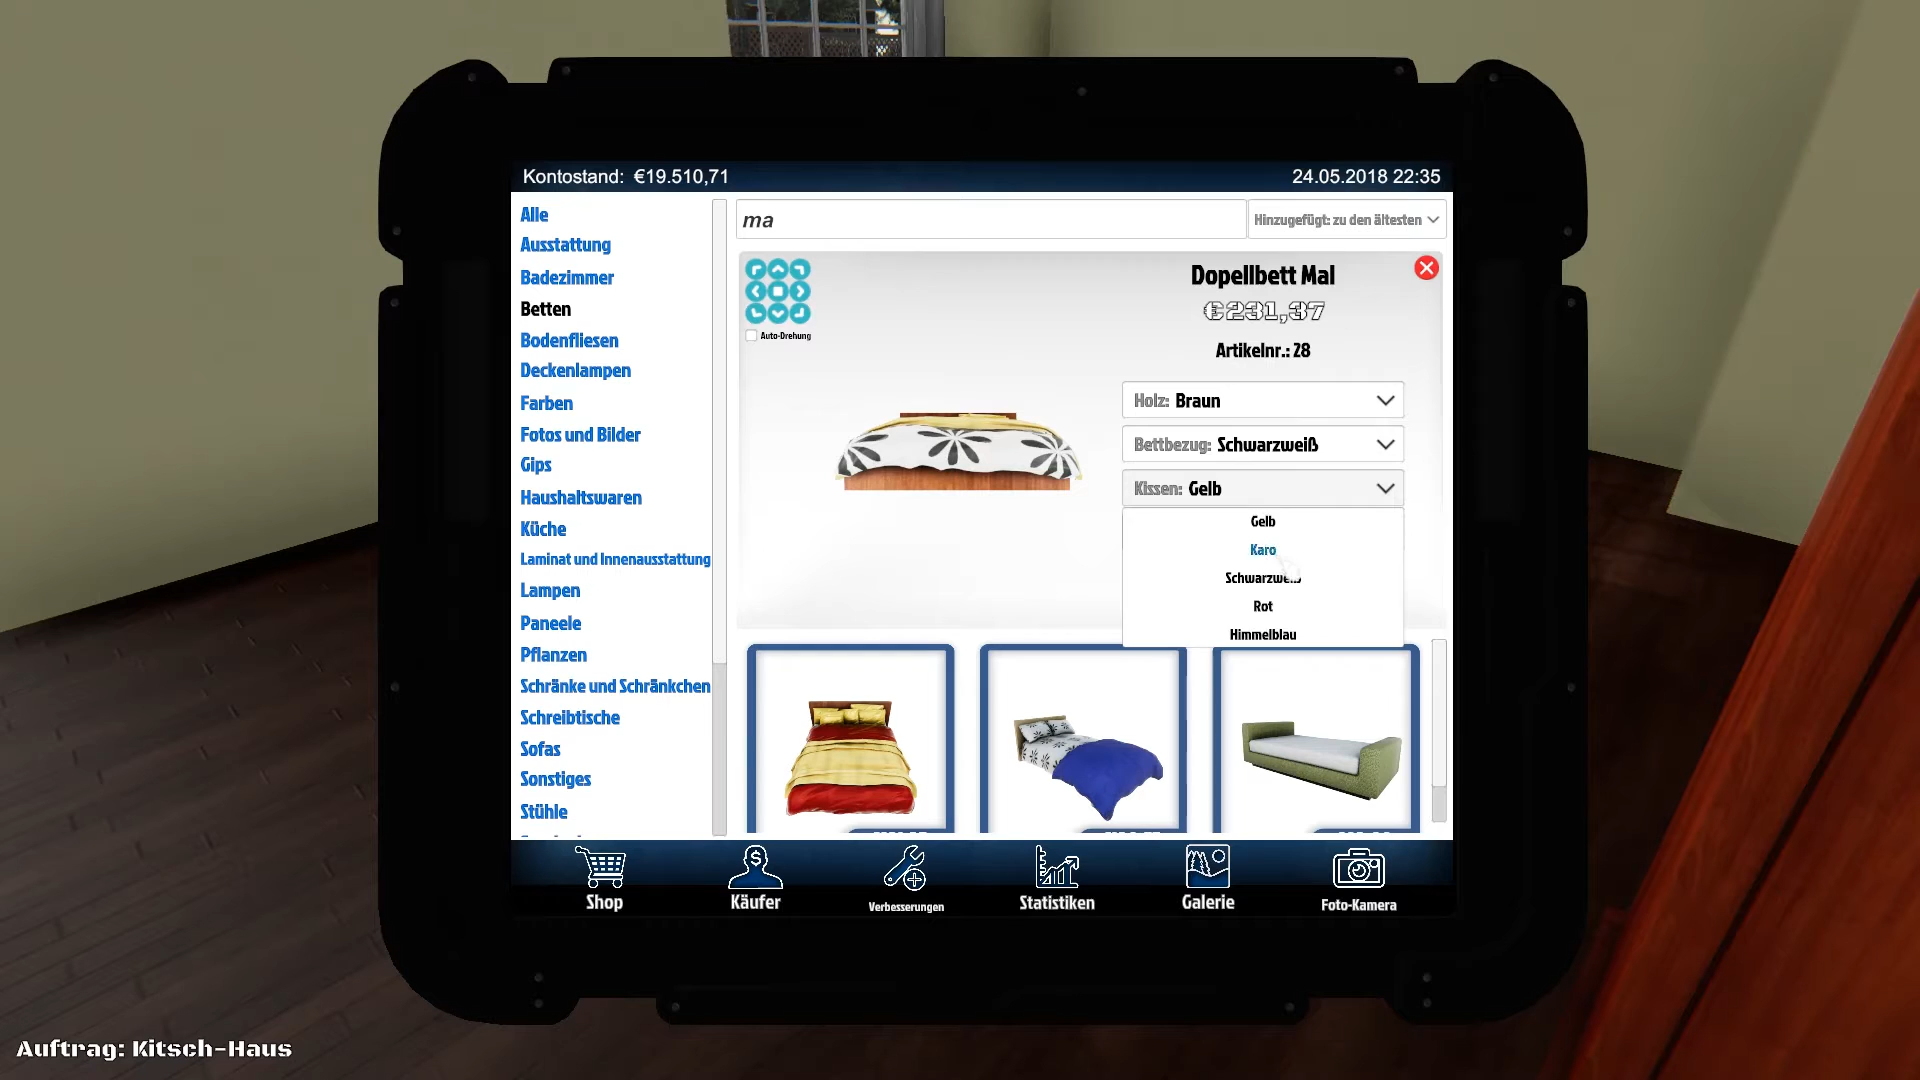 Kontostand: €19.510,71
24.05.2018 22:35
Alle
Ausstattung
Badezimmer
Betten
Bodenfliesen
Deckenlampen
Farben
Fotos und Bilder
Gips
Haushaltswaren
Küche
Laminat und Innenausstattung
Lampen
Paneele
Pflanzen
Schränke und Schränkchen
Schreibtische
Sofas
Sonstiges
Stühle
ma
Hinzugefügt: zu den ältesten
Auto-Drehung
Dopellbett Mal
€231,37
Artikelnr.: 28
Holz: Braun
Bettbezug: Schwarzweiß
Kissen: Gelb
Gelb
Karo
Schwarzweiß
Rot
Himmelblau
Shop
Käufer
Verbesserungen
Statistiken
Galerie
Foto-Kamera
Auftrag: Kitsch-Haus